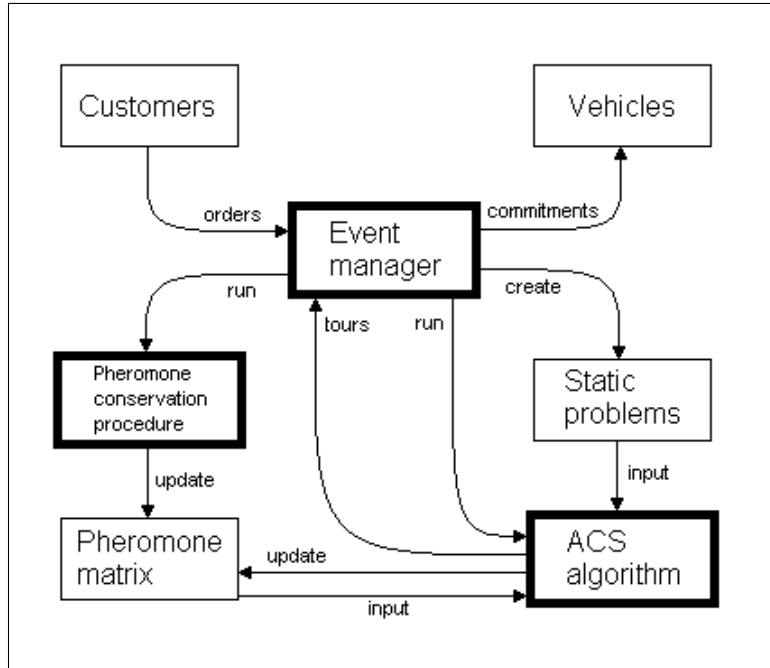 Customers
Vehicles
orders
commitments
Event
manager
run
create
tours
run
Pheromone
conservation
procedure
Static
problems
update
input
Pheromone
matrix
ACS
algorithm
update
input